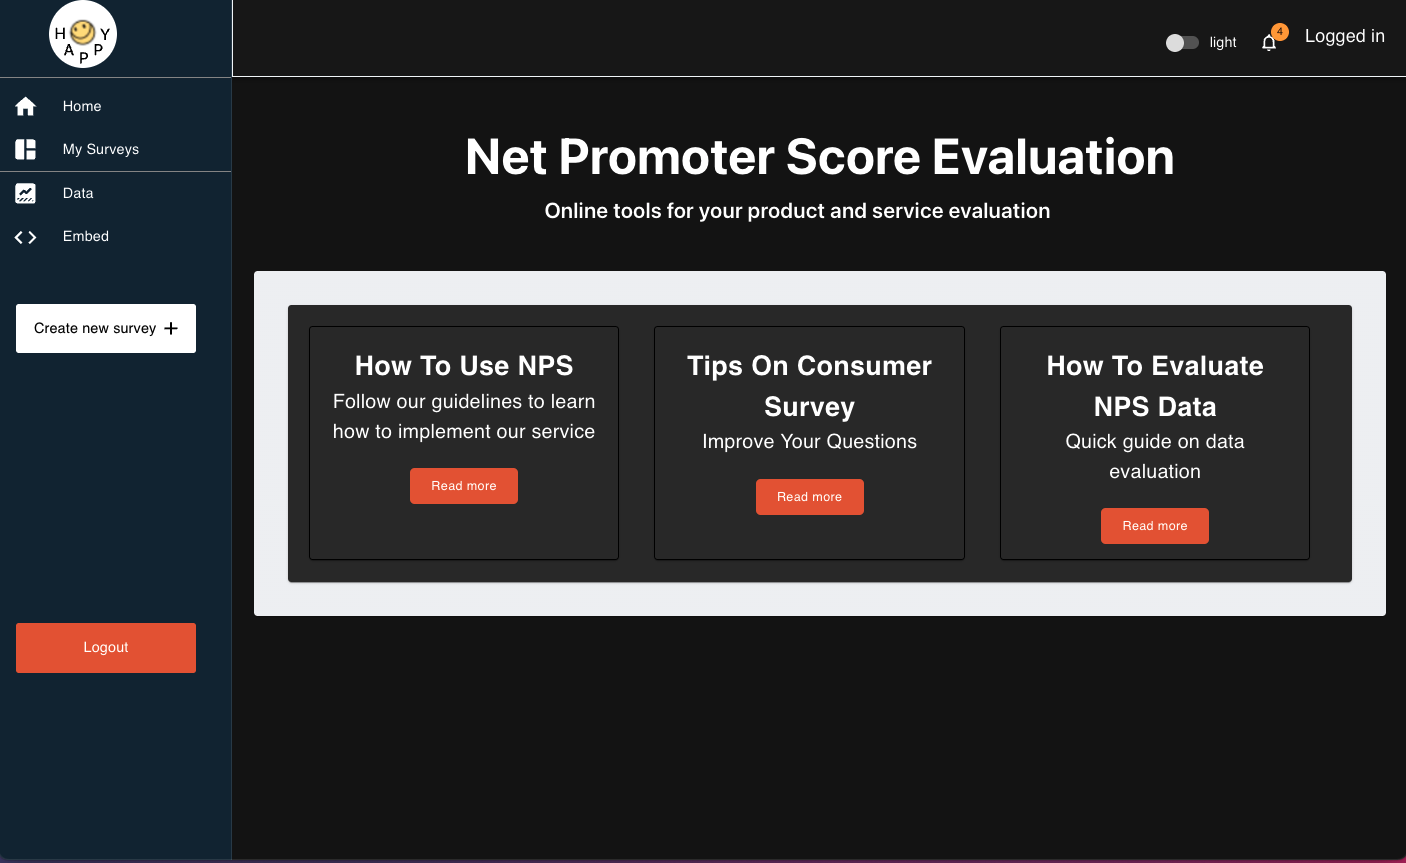 H O Y
A P P
light
4
Logged in
Home
My Surveys
Data
Embed
Create new survey
Logout
Net Promoter Score Evaluation
Online tools for your product and service evaluation
How To Use NPS
Follow our guidelines to learn
how to implement our service
Read more
Tips On Consumer
Survey
Improve Your Questions
Read more
How To Evaluate
NPS Data
Quick guide on data
evaluation
Read more